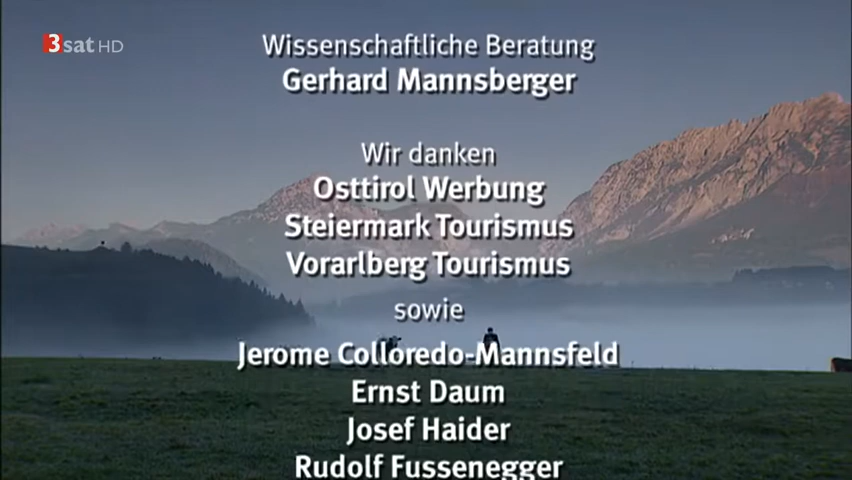 3sat HD
Wissenschaftliche Beratung
Gerhard Mannsberger
Wir danken
Osttirol Werbung
Steiermark Tourismus
Vorarlberg Tourismus
sowie
Jerome Colloredo-Mannsfeld
Ernst Daum
Josef Haider
Rudolf Fussenegger